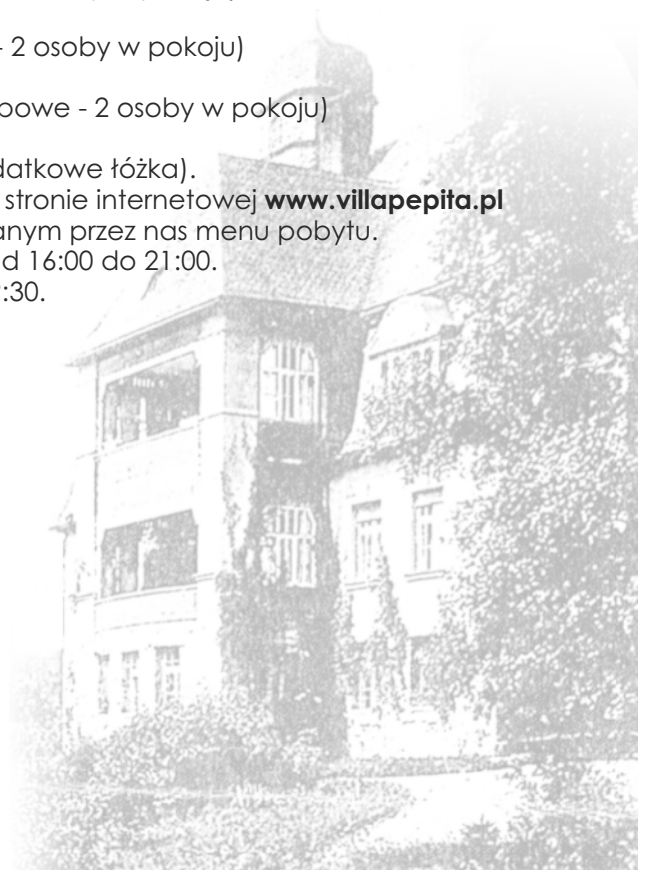 - 2 osoby w pokoju)
powe - 2 osoby w pokoju)
datkowe łóżka).
stronie internetowej www.villapepita.pl
anym przez nas menu pobytu.
d 16:00 do 21:00.
:30.